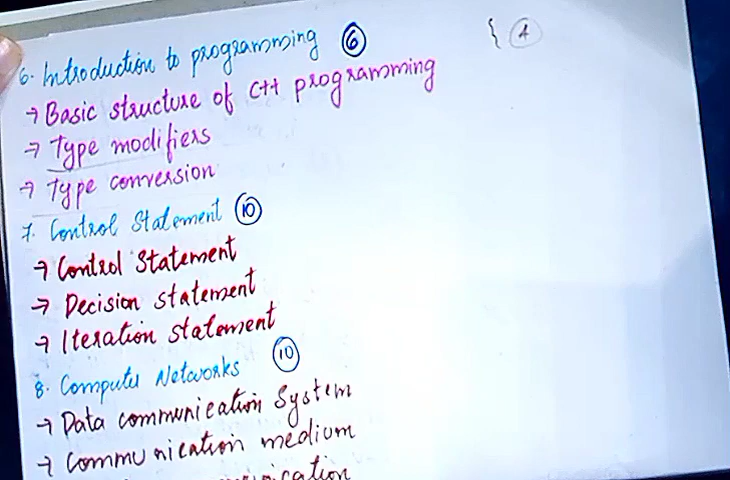 6. Introduction to programming 6
{ A
→ Basic structure of C++ programming
→ Type modifiers
→ Type conversion
7. Control Statement 10
→ Control Statement
→ Decision statement
→ Iteration statement
8. Computer Networks 10
→ Data communication System
→ Communication medium